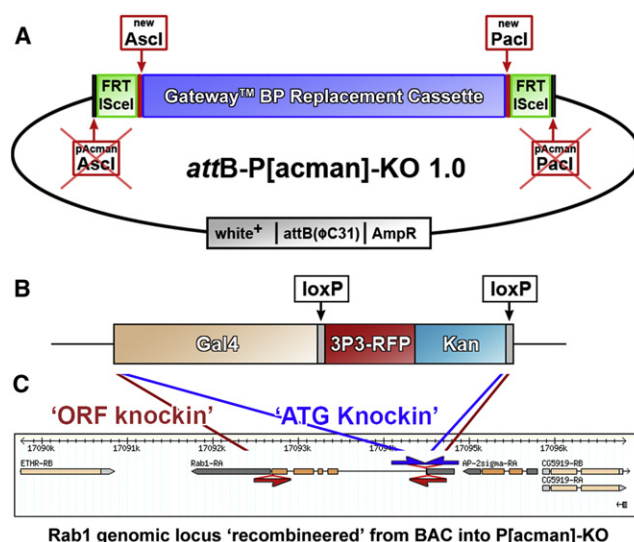 A
new
AscI
new
PacI
FRT
ISceI
Gateway™ BP Replacement Cassette
FRT
ISceI
pAcman
AscI
pAcman
PacI
attB-P[acman]-KO 1.0
white+ | attB(ϕC31) | AmpR
B
loxP
loxP
Gal4
3P3-RFP
Kan
C
'ORF knockin'
'ATG Knockin'
17090k 17091k 17092k 17093k 17094k 17095k 17096k
ETHR-RB
Rab1-RA
AP-2sigma-RA
CG5919-RB
CG5919-RA
Rab1 genomic locus 'recombineered' from BAC into P[acman]-KO